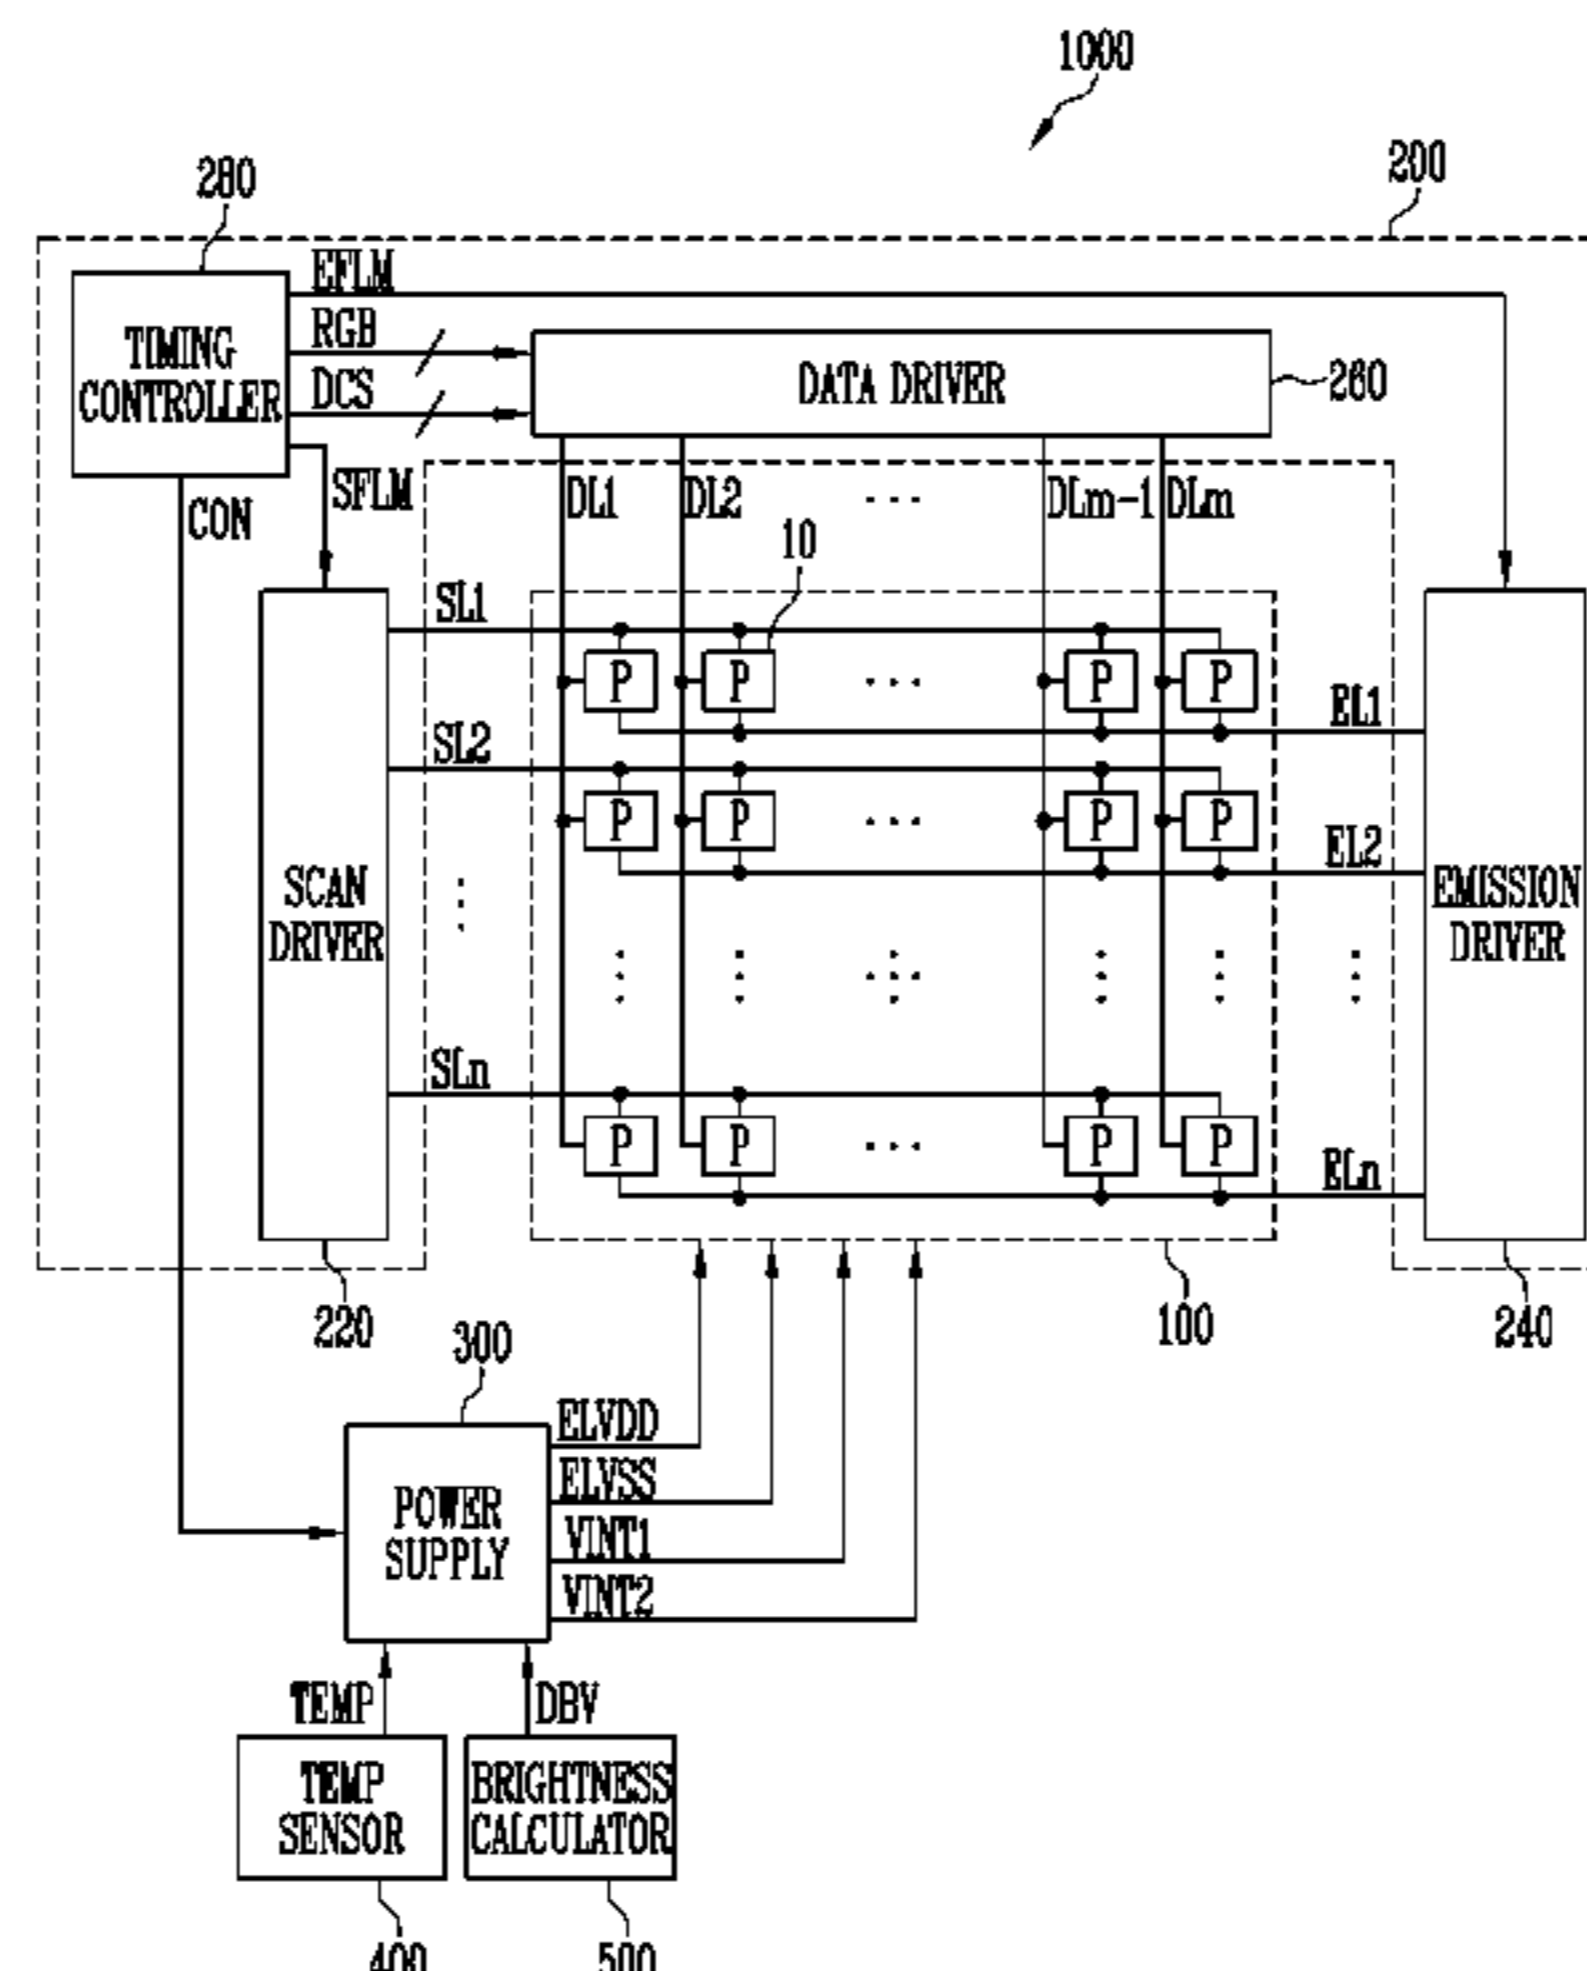 1000
200
280
EFLM
RGB
DCS
TIMING
CONTROLLER
DATA DRIVER
260
SFLM
CON
DL1
DL2
DLm-1
DLm
10
SL1
P P P P
EL1
SL2
P P P P
EL2
SCAN
DRIVER
EMISSION
DRIVER
SLn
P P P P
ELn
220
100
240
300
ELVDD
ELVSS
VINT1
VINT2
POWER
SUPPLY
TEMP
DBV
TEMP
SENSOR
BRIGHTNESS
CALCULATOR
400
500